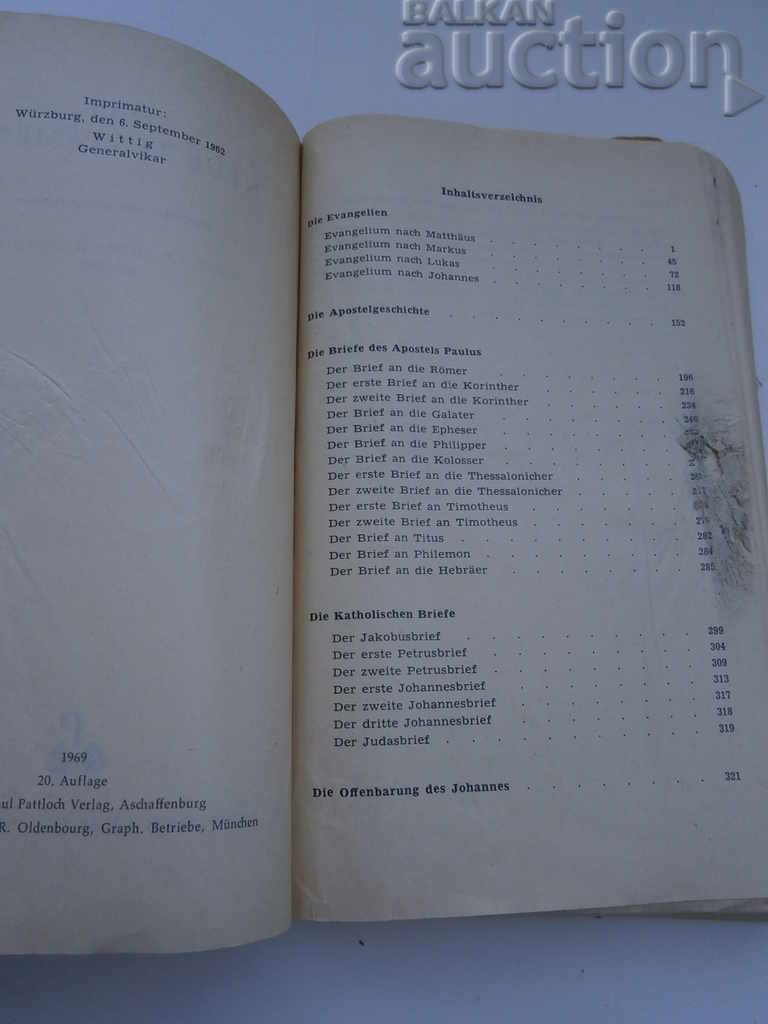 BALKAN
auction
Imprimatur:
Würzburg, den 6. September 1962
Wittig
Generalvikar
1969
20. Auflage
ul Pattloch Verlag, Aschaffenburg
R. Oldenbourg, Graph. Betriebe, München
Inhaltsverzeichnis
Die Evangelien
Evangelium nach Matthäus . . . . . . . . 1
Evangelium nach Markus . . . . . . . . 45
Evangelium nach Lukas . . . . . . . . 72
Evangelium nach Johannes . . . . . . . . 118
Die Apostelgeschichte . . . . . . . . . . 152
Die Briefe des Apostels Paulus
Der Brief an die Römer . . . . . . . 196
Der erste Brief an die Korinther . . . . . . 216
Der zweite Brief an die Korinther . . . . . . 234
Der Brief an die Galater . . . . . . . 246
Der Brief an die Epheser . . . . . . .
Der Brief an die Philipper . . . . . . .
Der Brief an die Kolosser . . . . . . .
Der erste Brief an die Thessalonicher . . . . .
Der zweite Brief an die Thessalonicher . . . . .
Der erste Brief an Timotheus . . . . . .
Der zweite Brief an Timotheus . . . . . .
Der Brief an Titus . . . . . . . . 282
Der Brief an Philemon . . . . . . . 284
Der Brief an die Hebräer . . . . . . . 285
Die Katholischen Briefe
Der Jakobusbrief . . . . . . . . 299
Der erste Petrusbrief . . . . . . . 304
Der zweite Petrusbrief . . . . . . . 309
Der erste Johannesbrief . . . . . . . 313
Der zweite Johannesbrief . . . . . . . 317
Der dritte Johannesbrief . . . . . . . 318
Der Judasbrief . . . . . . . . . 319
Die Offenbarung des Johannes . . . . . . . 321